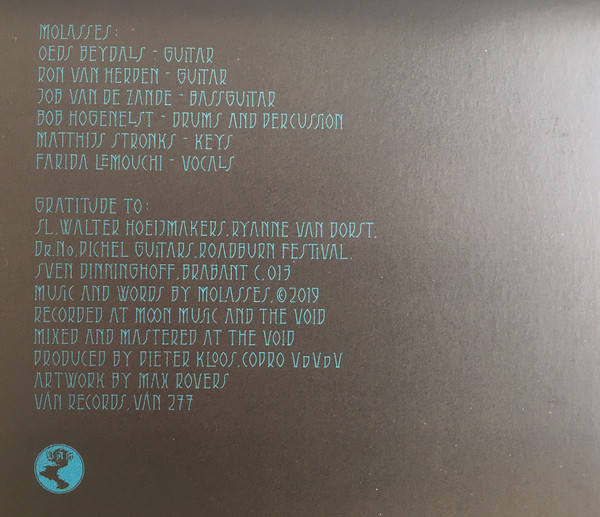 MOLASSES:
OEDS BEYDALS - GUITAR
RON VAN HERPEN - GUITAR
JOB VAN DE ZANDE - BASSGUITAR
BOB HOGENELST - DRUMS AND PERCUSSION
MATTHIJS STRONKS - KEYS
FARIDA LEMOUCHI - VOCALS
GRATITUDE TO:
SL, WALTER HOEIJMAKERS, RYANNE VAN DORST,
DR.NO, PICHEL GUITARS, ROADBURN FESTIVAL,
SVEN DINNINGHOFF, BRABANT C, 013
MUSIC AND WORDS BY MOLASSES, ©2019
RECORDED AT MOON MUSIC AND THE VOID
MIXED AND MASTERED AT THE VOID
PRODUCED BY PIETER KLOOS, COPRO VDVDV
ARTWORK BY MAX ROVERS
VÁN RECORDS, VÁN 277